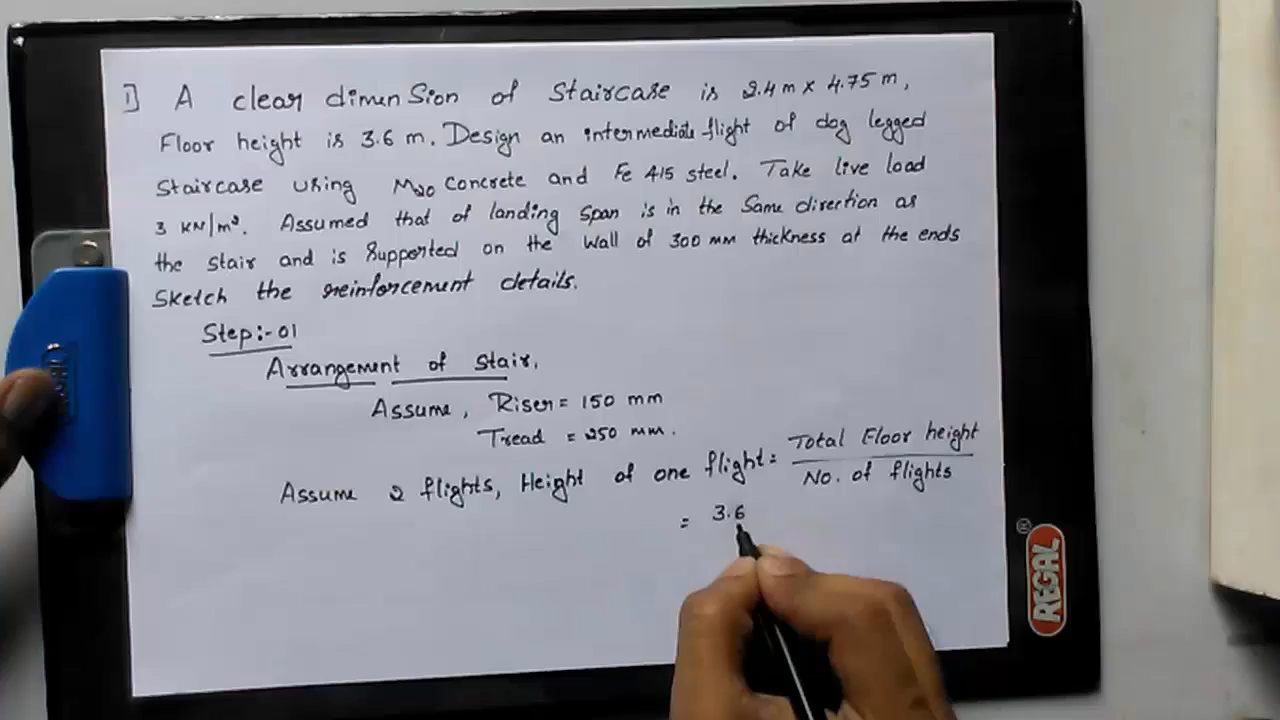 1] A clear dimension of Staircase is 2.4 m x 4.75 m,
Floor height is 3.6 m. Design an intermediate flight of dog legged
Staircase using M20 Concrete and Fe 415 steel. Take live load
3 KN/m². Assumed that of landing span is in the Same direction as
the stair and is Supported on the wall of 300 mm thickness at the ends
Sketch the reinforcement details.
Step:-01
Arrangement of Stair,
Assume, Riser = 150 mm
Tread = 250 mm.
Assume 2 flights, Height of one flight = Total Floor height / No. of flights
= 3.6
® REGAL